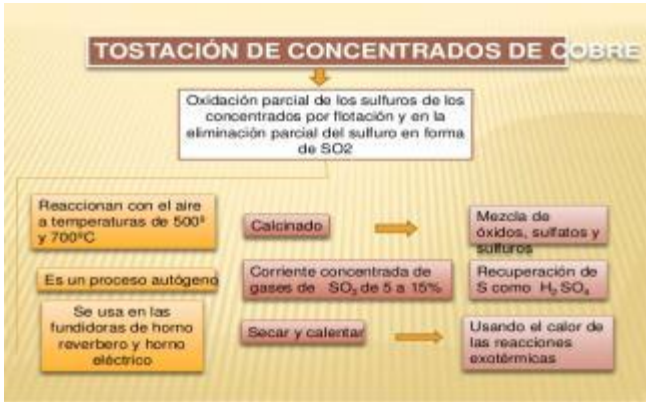 TOSTACIÓN DE CONCENTRADOS DE COBRE
Oxidación parcial de los sulfuros de los
concentrados por flotación y en la
eliminación parcial del sulfuro en forma
de SO2
Reaccionan con el aire
a temperaturas de 500º
y 700ºC
Calcinado
Mezcla de
óxidos, sulfatos y
sulfuros
Es un proceso autógeno
Corriente concentrada de
gases de SO₂ de 5 a 15%
Recuperación de
S como H₂SO₄
Se usa en las
fundidoras de horno
reverbero y horno
eléctrico
Secar y calentar
Usando el calor de
las reacciones
exotérmicas